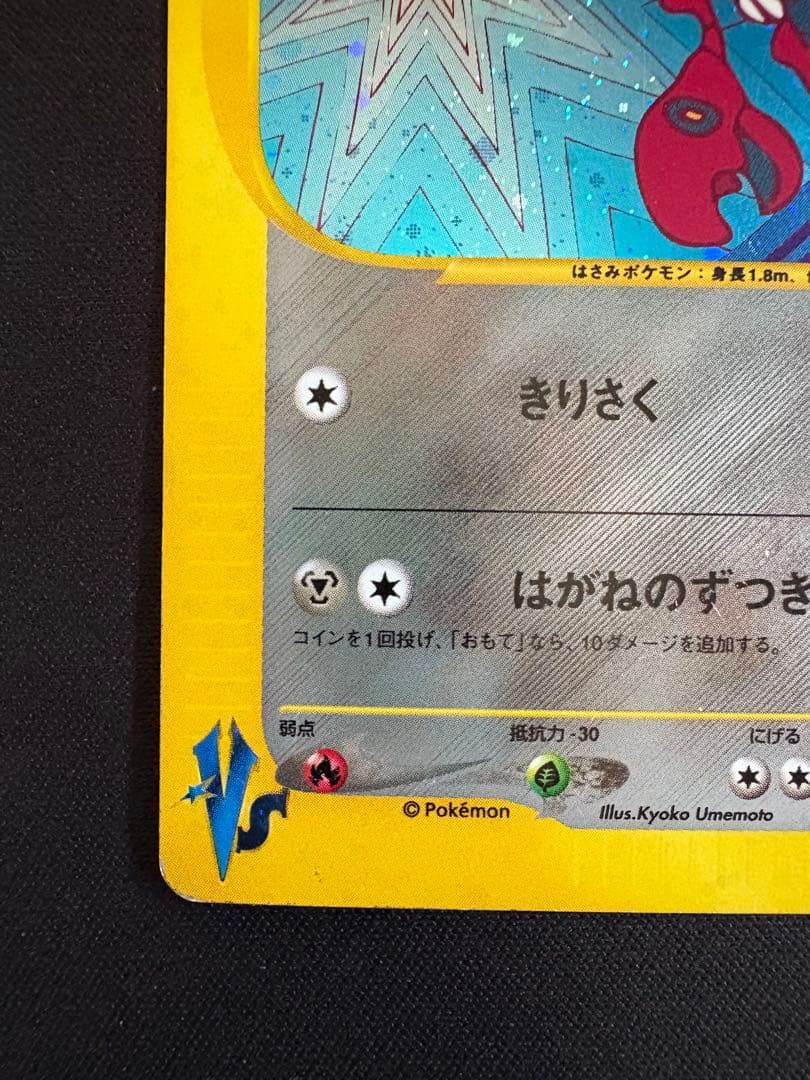 はさみポケモン：身長1.8m、
きりさく
はがねのずつき
コインを1回投げ、「おもて」なら、10ダメージを追加する。
弱点
抵抗力 -30
にげる
VS
© Pokémon
Illus.Kyoko Umemoto